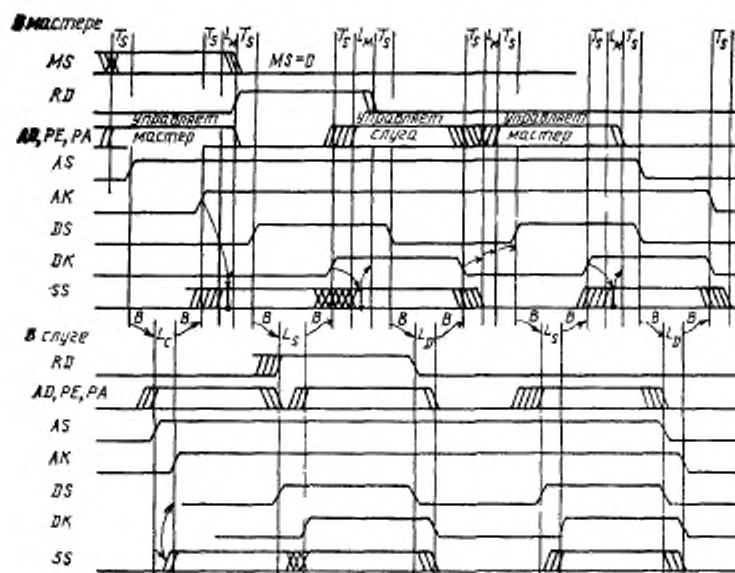 В мастере
T_S T_S L_M T_S T_S L_M T_S T_S L_M T_S T_S L_M T_S T_S
MS MS=0
RD
управляет управляет управляет
AD, PE, PA мастер слуга мастер
AS
AK
DS
DK
SS
В L_C В В L_S В В L_D В В L_S В В L_D В
В слуге
RD
AD, PE, PA
AS
AK
DS
DK
SS